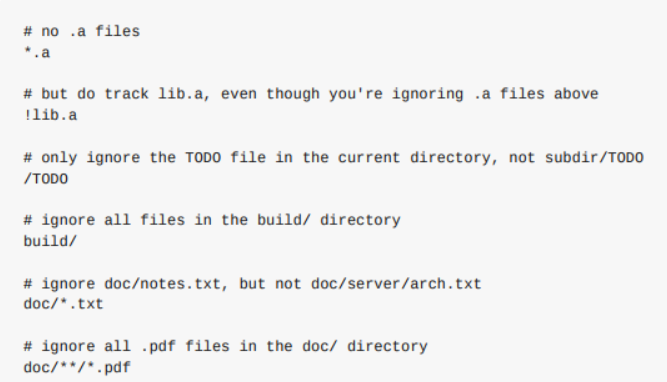 # no .a files
*.a
# but do track lib.a, even though you're ignoring .a files above
!lib.a
# only ignore the TODO file in the current directory, not subdir/TODO
/TODO
# ignore all files in the build/ directory
build/
# ignore doc/notes.txt, but not doc/server/arch.txt
doc/*.txt
# ignore all .pdf files in the doc/ directory
doc/**/*.pdf